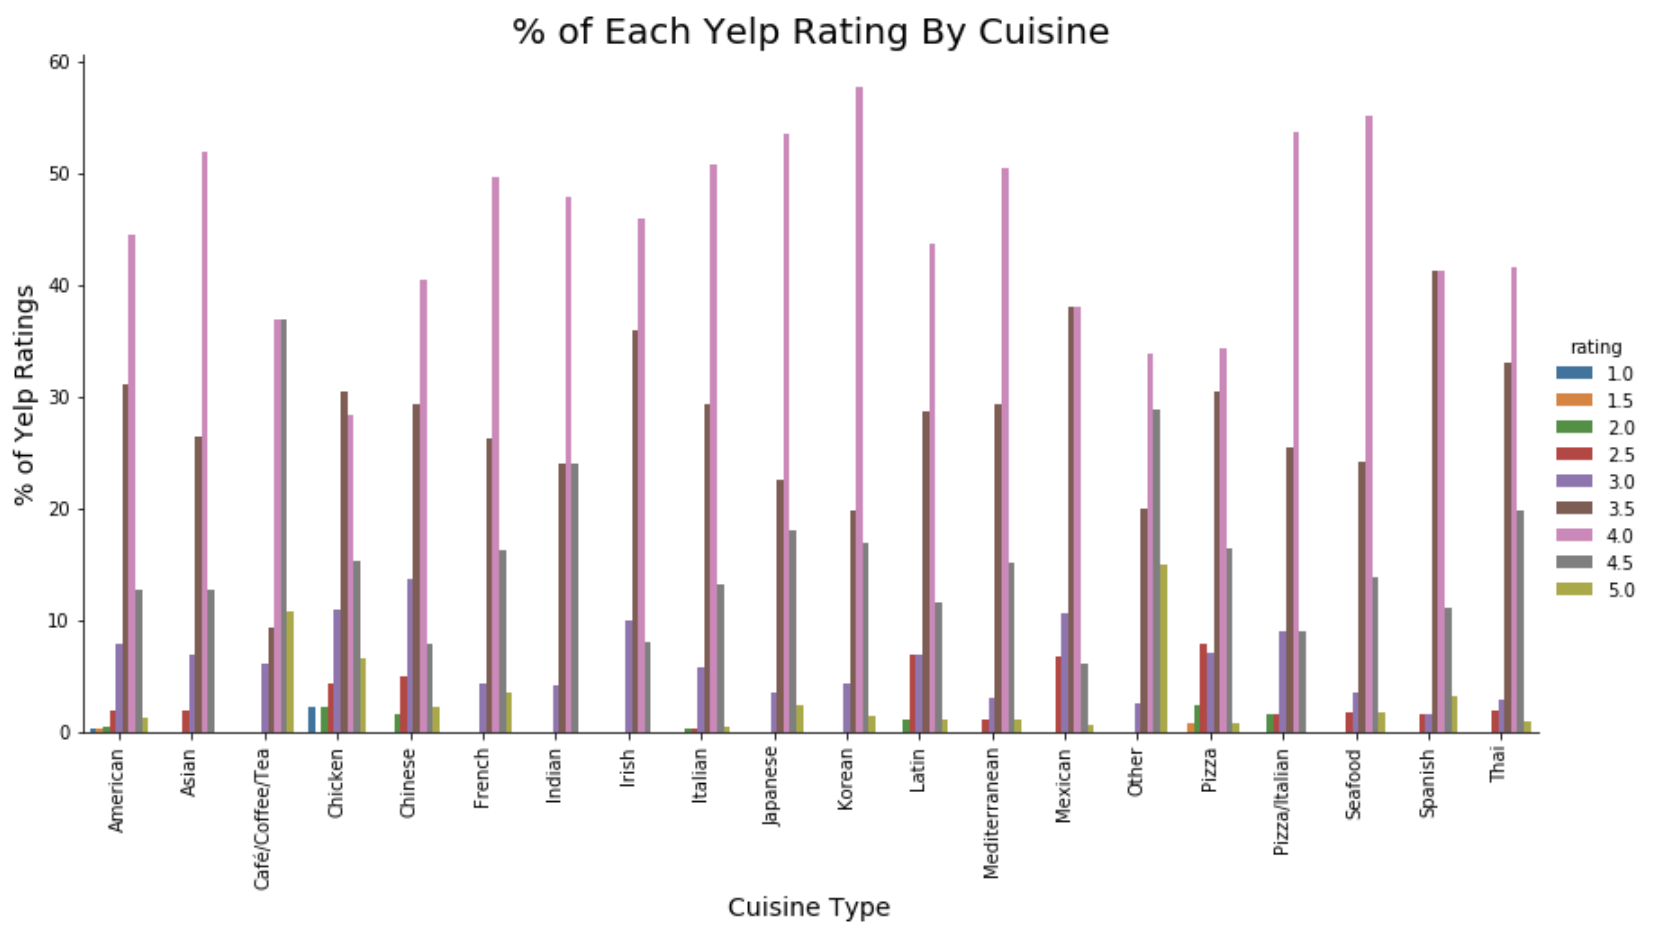 % of Each Yelp Rating By Cuisine
% of Yelp Ratings
60
50
40
30
20
10
0
American
Asian
Café/Coffee/Tea
Chicken
Chinese
French
Indian
Irish
Italian
Japanese
Korean
Latin
Mediterranean
Mexican
Other
Pizza
Pizza/Italian
Seafood
Spanish
Thai
Cuisine Type
rating
1.0
1.5
2.0
2.5
3.0
3.5
4.0
4.5
5.0